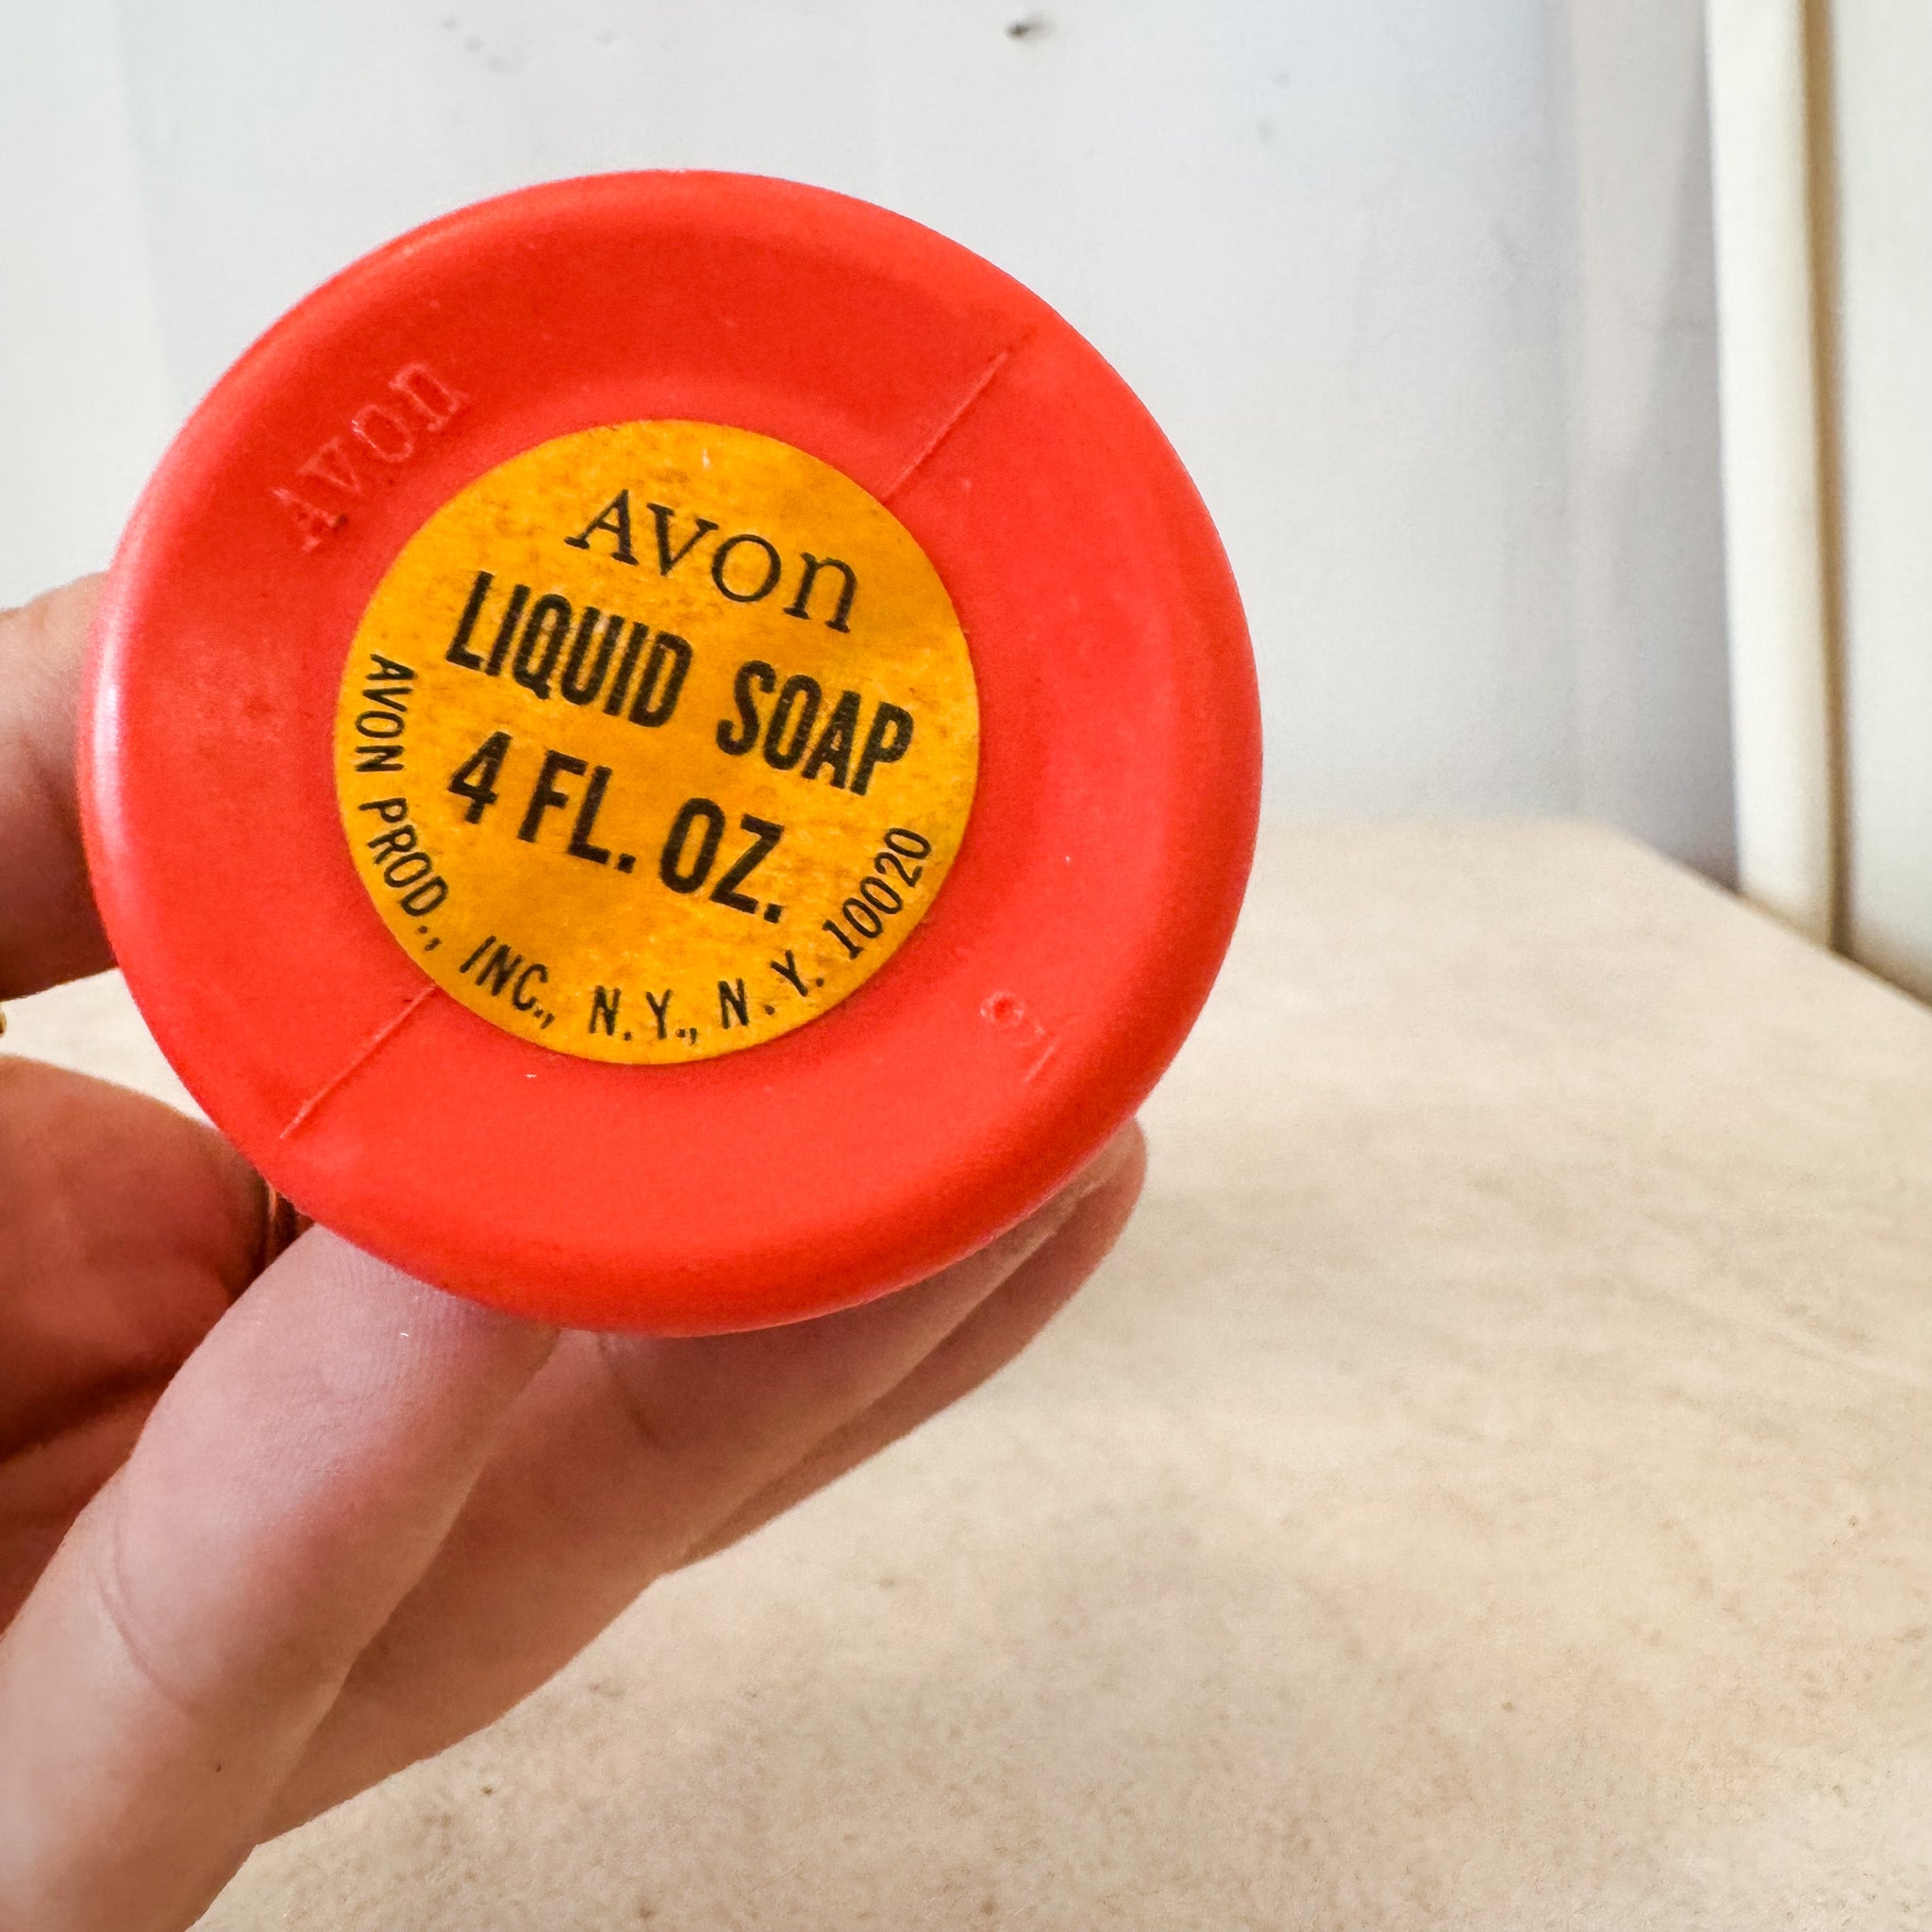 Avon
AVON
LIQUID SOAP
4 FL. OZ.
AVON PROD., INC., N.Y., N.Y. 10020